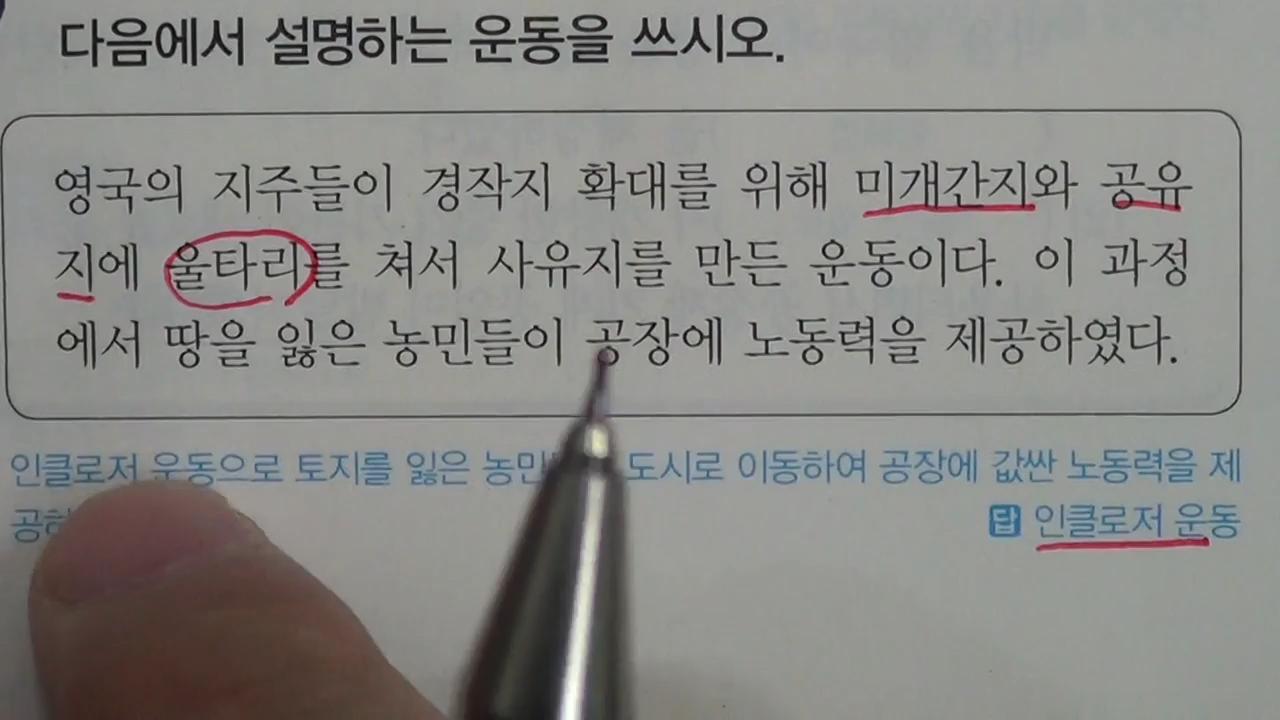 다음에서 설명하는 운동을 쓰시오.
영국의 지주들이 경작지 확대를 위해 미개간지와 공유
지에 울타리를 쳐서 사유지를 만든 운동이다. 이 과정
에서 땅을 잃은 농민들이 공장에 노동력을 제공하였다.
인클로저 운동으로 토지를 잃은 도시로 이동하여 공장에 값싼 노동력을 제
답 인클로저 운동